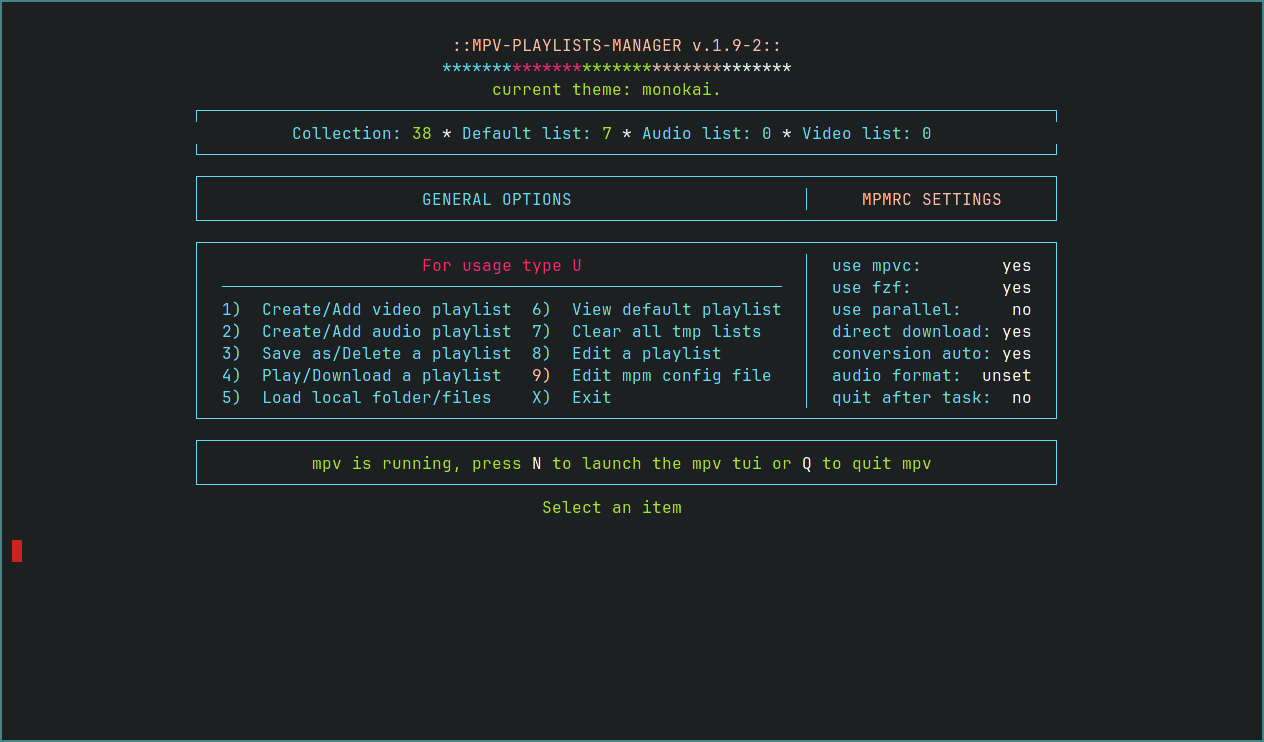 ::MPV-PLAYLISTS-MANAGER v.1.9-2::
***********************************
current theme: monokai.
Collection: 38 * Default list: 7 * Audio list: 0 * Video list: 0
GENERAL OPTIONS MPMRC SETTINGS
For usage type U use mpvc: yes
use fzf: yes
1) Create/Add video playlist 6) View default playlist use parallel: no
2) Create/Add audio playlist 7) Clear all tmp lists direct download: yes
3) Save as/Delete a playlist 8) Edit a playlist conversion auto: yes
4) Play/Download a playlist 9) Edit mpm config file audio format: unset
5) Load local folder/files X) Exit quit after task: no
mpv is running, press N to launch the mpv tui or Q to quit mpv
Select an item